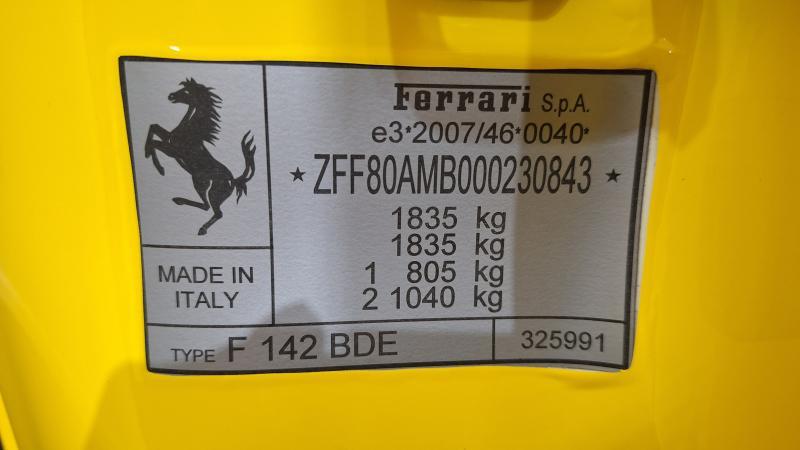 Ferrari S.p.A.
e3*2007/46*0040*
★ ZFF80AMB000230843 ★
1835 kg
1835 kg
1 805 kg
2 1040 kg
MADE IN
ITALY
TYPE F 142 BDE
325991